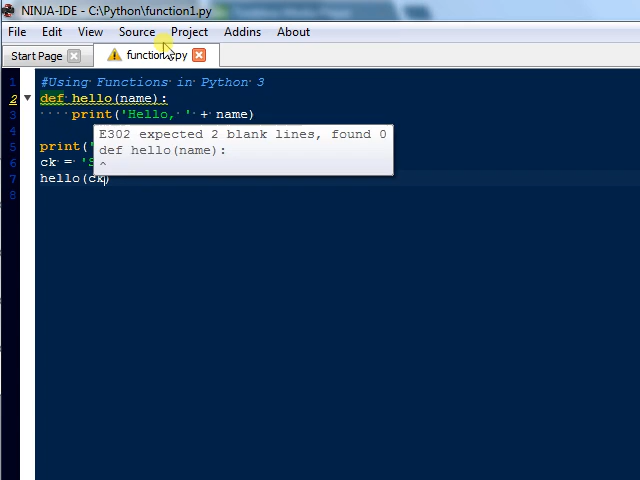 NINJA-IDE - C:\Python\function1.py
File Edit View Source Project Addins About
Start Page function1.py
1 #Using Functions in Python 3
2 def hello(name):
3 print('Hello, ' + name)
4 E302 expected 2 blank lines, found 0
def hello(name):
^
5 print('
6 ck = '
7 hello(ck)
8